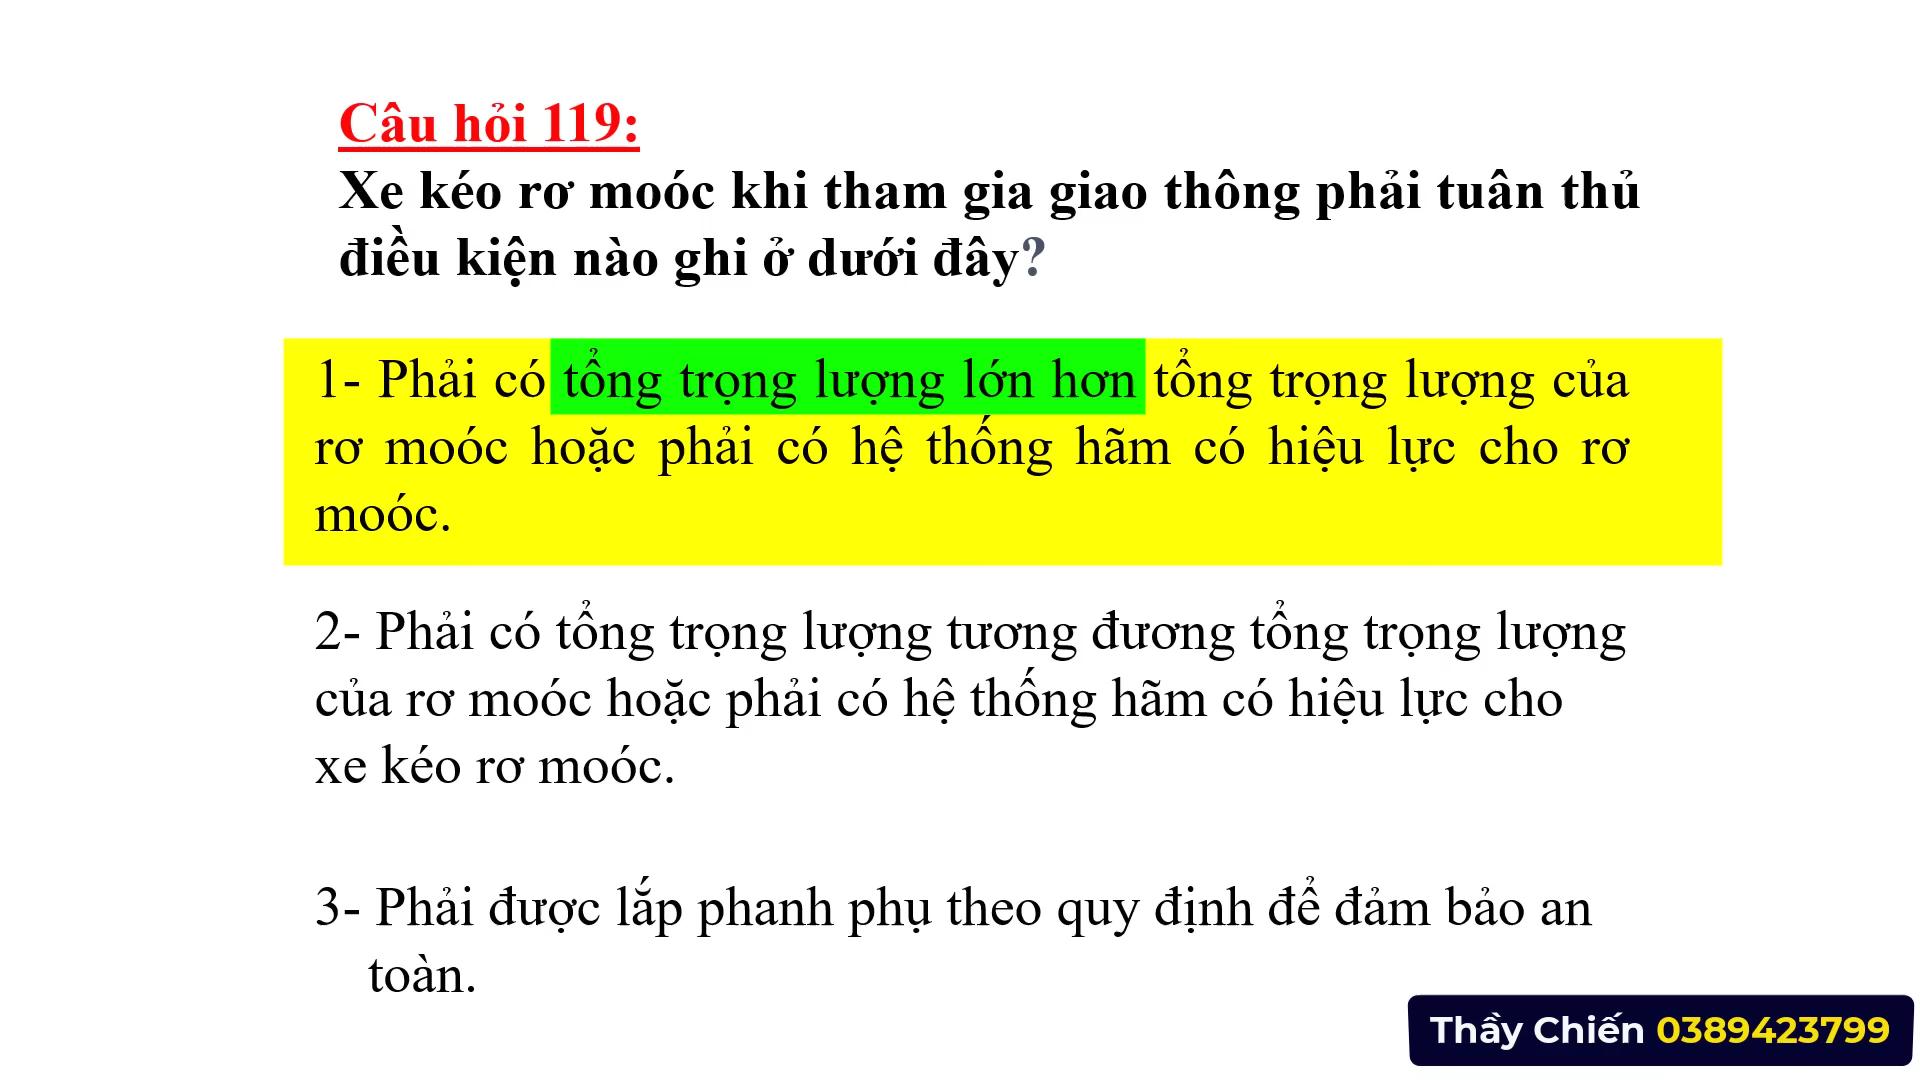 Câu hỏi 119:
Xe kéo rơ moóc khi tham gia giao thông phải tuân thủ
điều kiện nào ghi ở dưới đây?
1- Phải có tổng trọng lượng lớn hơn tổng trọng lượng của
rơ moóc hoặc phải có hệ thống hãm có hiệu lực cho rơ
moóc.
2- Phải có tổng trọng lượng tương đương tổng trọng lượng
của rơ moóc hoặc phải có hệ thống hãm có hiệu lực cho
xe kéo rơ moóc.
3- Phải được lắp phanh phụ theo quy định để đảm bảo an
toàn.
Thầy Chiến 0389423799